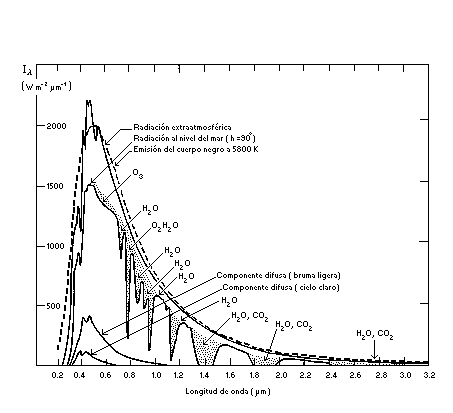 Iλ
(W m⁻² μm⁻¹)
2000
1500
1000
500
Radiación extraatmosférica
Radiación al nivel del mar ( h =90°)
Emisión del cuerpo negro a 5800 K
O3
H2O
O2 H2O
H2O
H2O
H2O
Componente difusa ( bruma ligera)
Componente difusa ( cielo claro)
H2O
H2O, CO2
H2O, CO2
H2O, CO2
0.2 0.4 0.6 0.8 1.0 1.2 1.4 1.6 1.8 2.0 2.2 2.4 2.6 2.8 3.0 3.2
Longitud de onda ( μm )